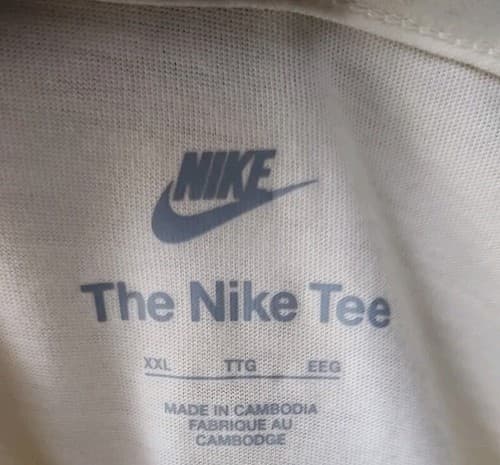 NIKE
The Nike Tee
XXL TTG EEG
MADE IN CAMBODIA
FABRIQUE AU
CAMBODGE